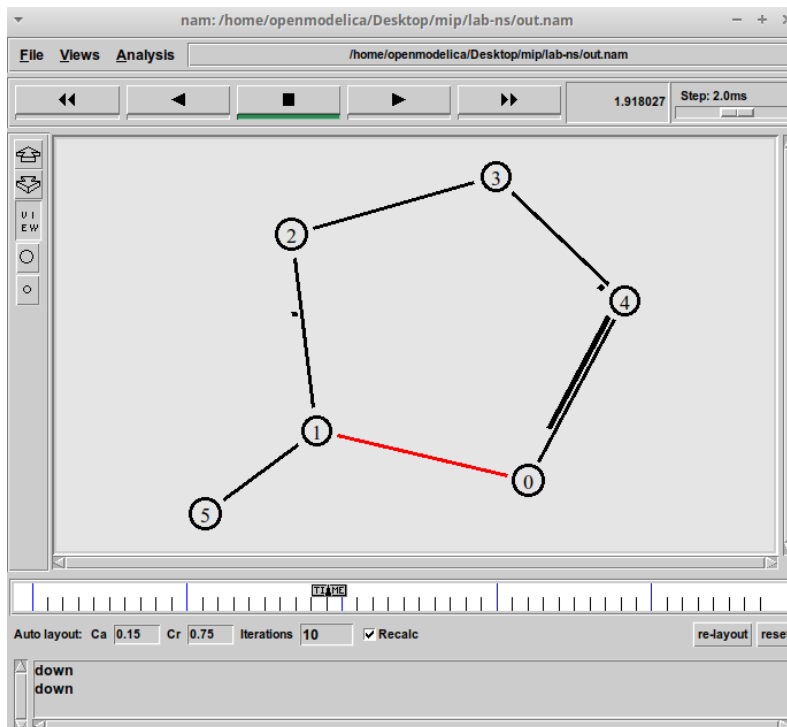 nam: /home/openmodelica/Desktop/mip/lab-ns/out.nam
File Views Analysis /home/openmodelica/Desktop/mip/lab-ns/out.nam
1.918027 Step: 2.0ms
VIEW
3
2
4
1
0
5
TIME
Auto layout: Ca 0.15 Cr 0.75 Iterations 10 Recalc re-layout reset
down
down